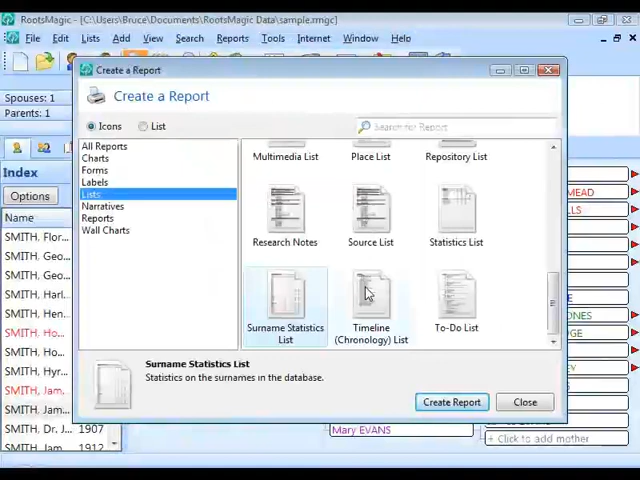 RootsMagic - [C:\Users\Bruce\Documents\RootsMagic Data\sample.rmgc]
File Edit Lists Add View Search Reports Tools Internet Window Help
Create a Report
Spouses: 1
Parents: 1
Create a Report
Icons List
Search for Report
Index
Options
Name
SMITH, Flor...
SMITH, Geo...
SMITH, Geo...
SMITH, Harl...
SMITH, Hen...
SMITH, Ho...
SMITH, Ho...
SMITH, Hyr...
SMITH, Jam...
SMITH, Jam...
SMITH, Dr. J... 1907
SMITH, Jam... 1912
All Reports
Charts
Forms
Labels
Lists
Narratives
Reports
Wall Charts
Multimedia List Place List Repository List
Research Notes Source List Statistics List
Surname Statistics List
Timeline (Chronology) List
To-Do List
Surname Statistics List
Statistics on the surnames in the database.
Create Report Close
MEAD
LLS
ONES
EV
Mary EVANS
+ Click to add mother